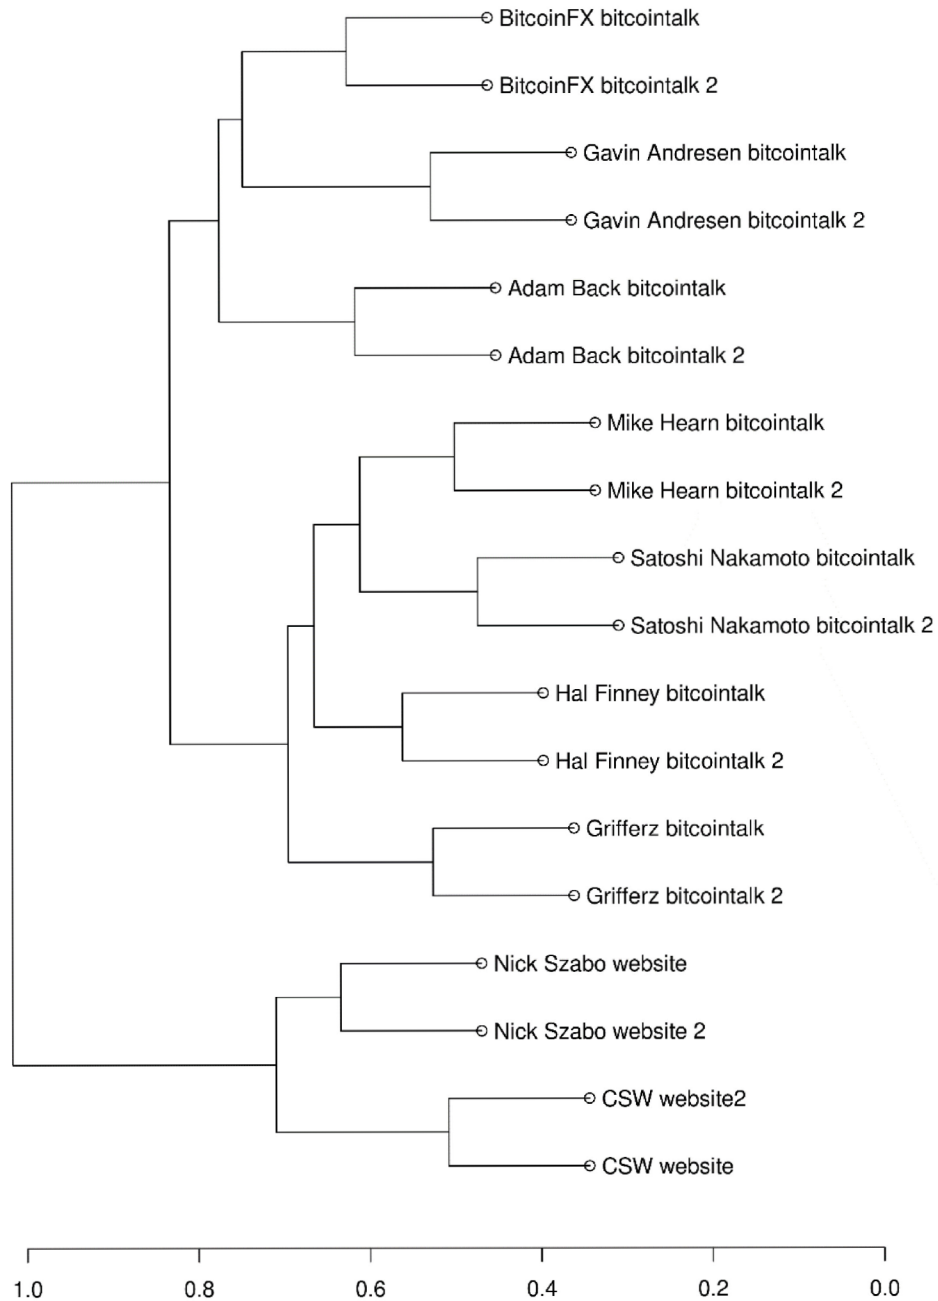 BitcoinFX bitcointalk
BitcoinFX bitcointalk 2
Gavin Andresen bitcointalk
Gavin Andresen bitcointalk 2
Adam Back bitcointalk
Adam Back bitcointalk 2
Mike Hearn bitcointalk
Mike Hearn bitcointalk 2
Satoshi Nakamoto bitcointalk
Satoshi Nakamoto bitcointalk 2
Hal Finney bitcointalk
Hal Finney bitcointalk 2
Grifferz bitcointalk
Grifferz bitcointalk 2
Nick Szabo website
Nick Szabo website 2
CSW website2
CSW website
1.0 0.8 0.6 0.4 0.2 0.0